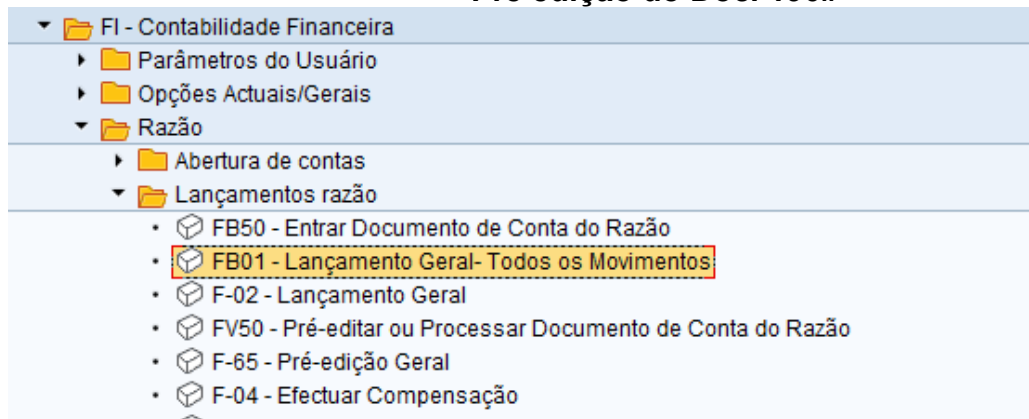 FI - Contabilidade Financeira
Parâmetros do Usuário
Opções Actuais/Gerais
Razão
Abertura de contas
Lançamentos razão
FB50 - Entrar Documento de Conta do Razão
FB01 - Lançamento Geral- Todos os Movimentos
F-02 - Lançamento Geral
FV50 - Pré-editar ou Processar Documento de Conta do Razão
F-65 - Pré-edição Geral
F-04 - Efectuar Compensação